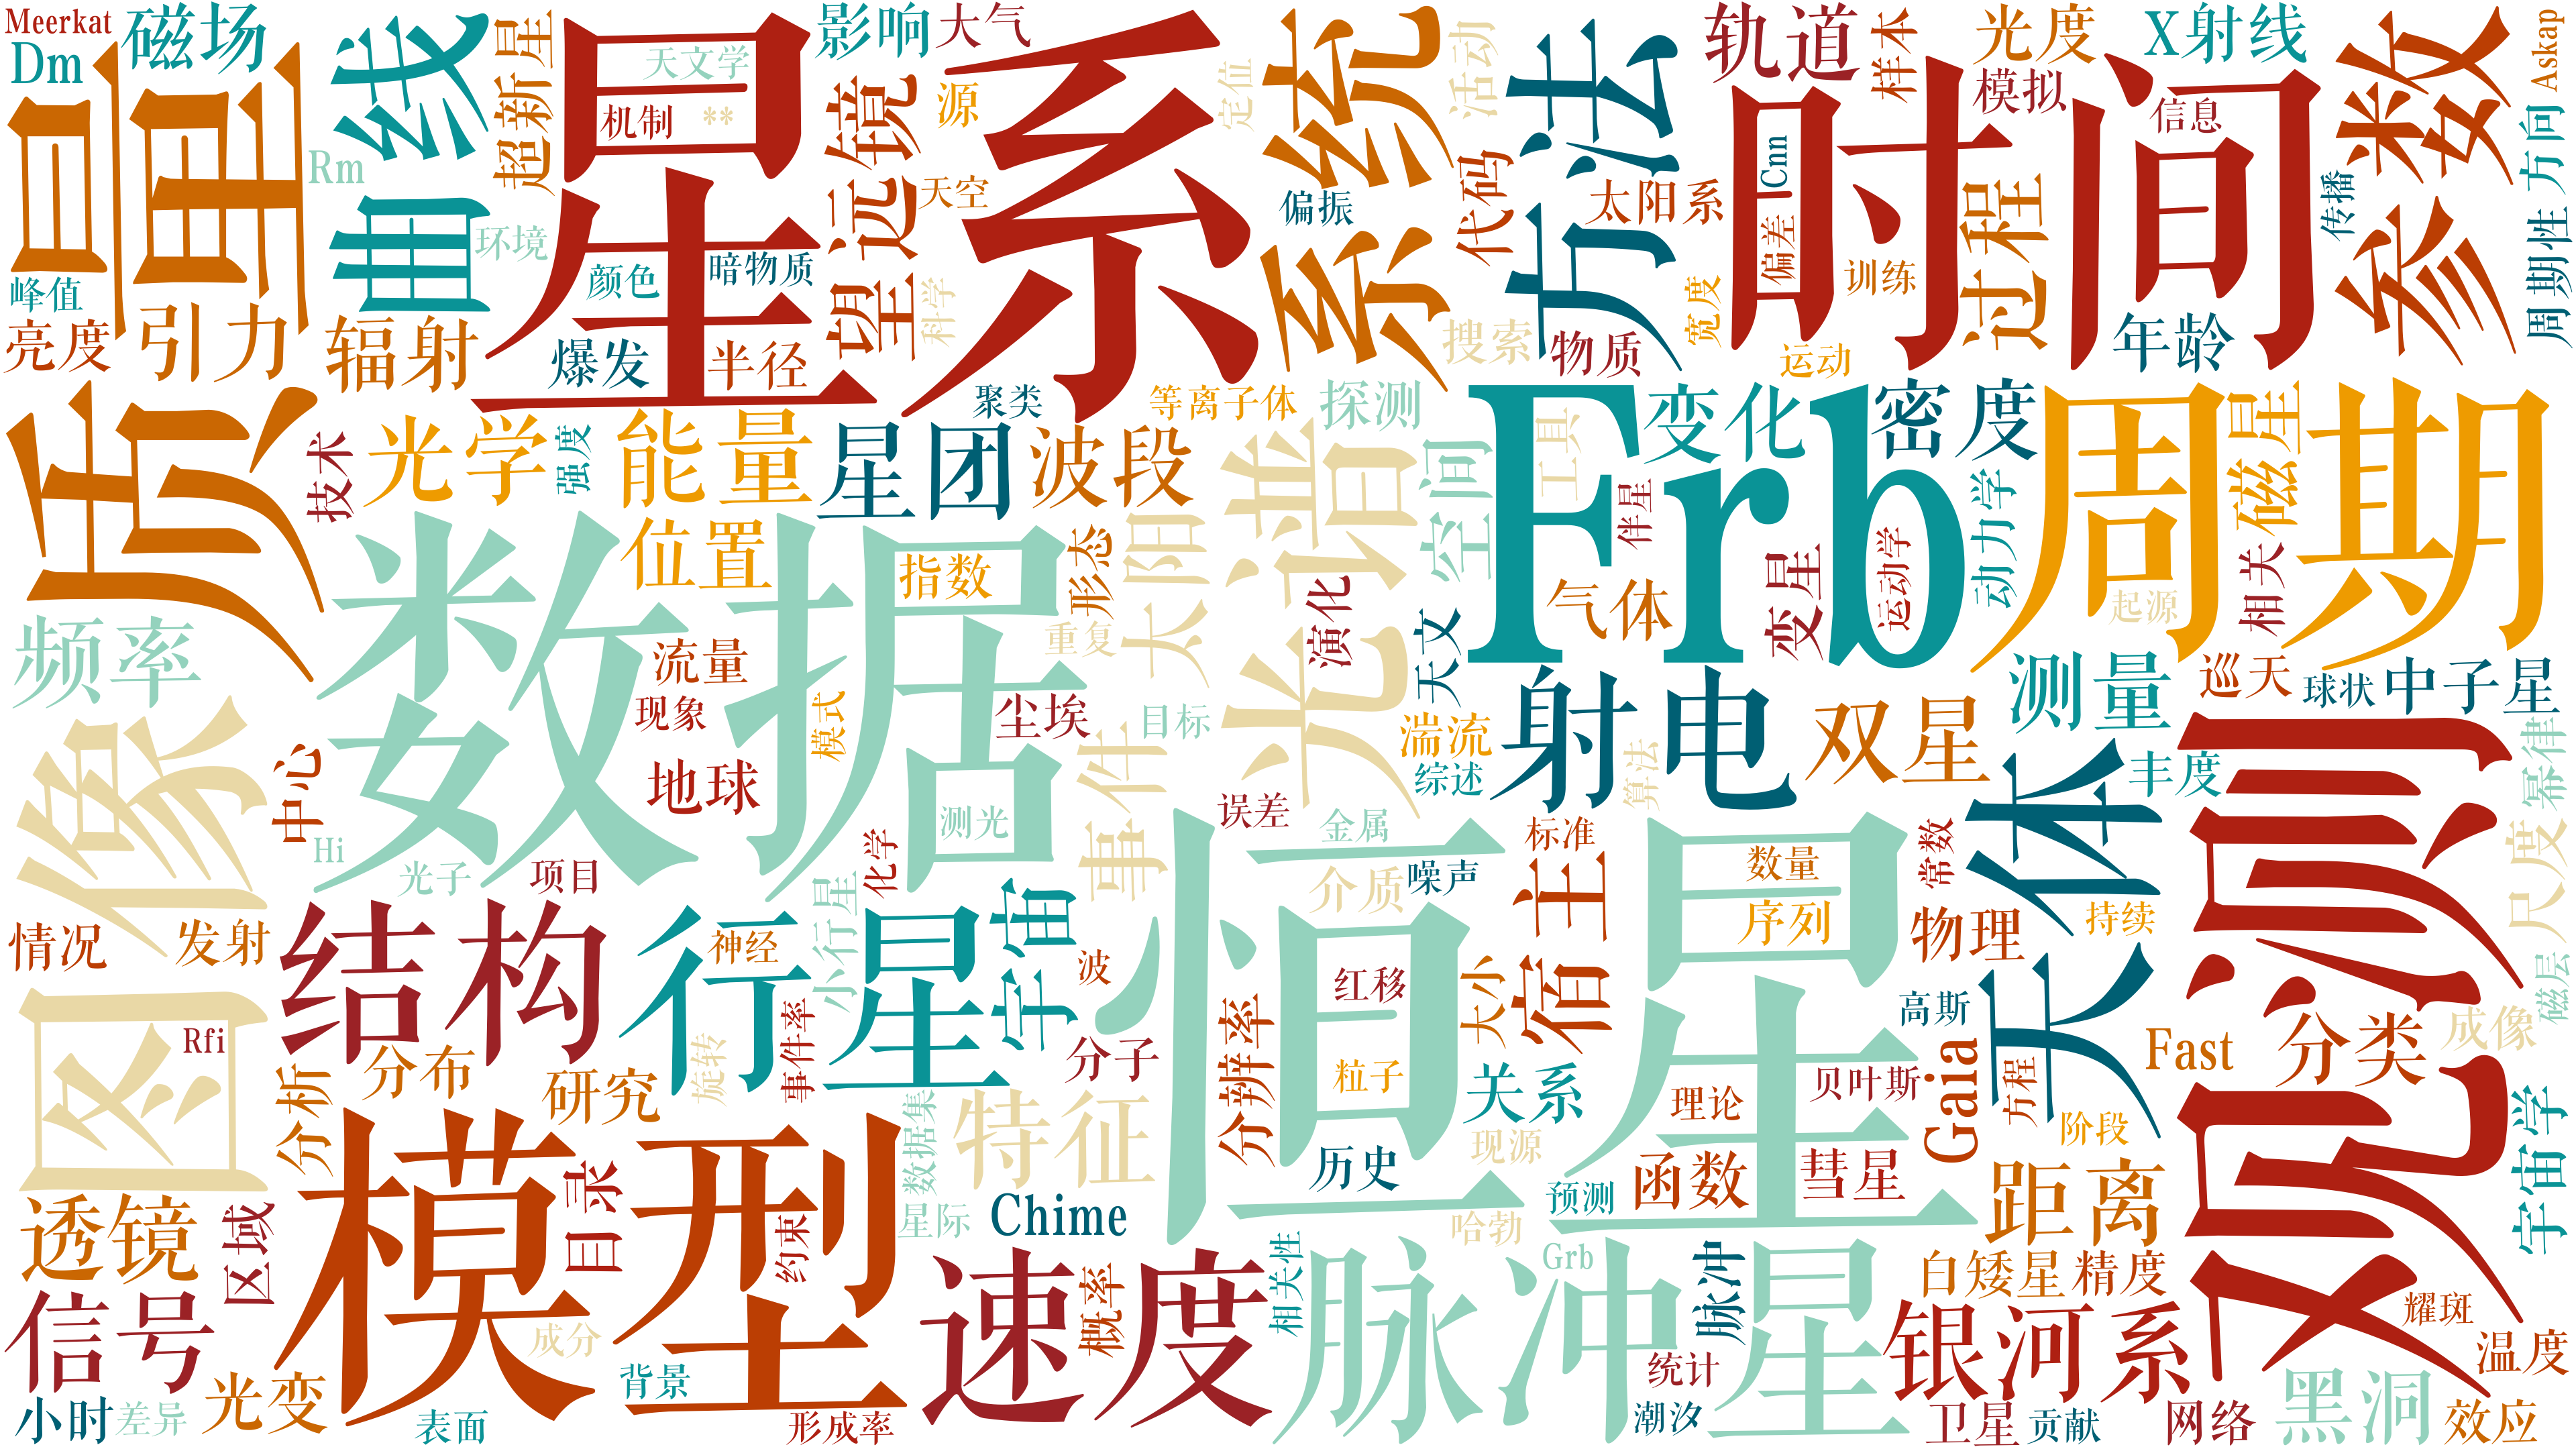 Meerkat
Dm
磁场
质量
峰值
亮度
引力
曲线
Rm
环境
辐射
超新星
星系
天文学
机制
**
颜色
暗物质
爆发
半径
影响
大气
望远镜
源
天空
科学
定位
系统
活动
偏振
代码
搜索
方法
轨道
样本
光度
X射线
模拟
时间
信息
太阳系
Cnn
偏差
训练
过程
宽度
物质
运动
年龄
参数
传播
Askap
方向
周期性
聚类
等离子体
探测
技术
光学
强度
能量
星团
波段
位置
指数
形态
太阳
光谱
空间
工具
Frb
变化
伴星
密度
周期
磁星
动力学
运动学
变星
气体
起源
相关
频率
数据
流量
现象
模式
地球
尘埃
重复
目标
事件
演化
天文
湍流
综述
射电
算法
双星
测量
巡天
球状
中子星
丰度
幂律
图像
中心
Hi
光子
项目
测光
化学
误差
金属
介质
噪声
标准
宿主
恒星
数量
序列
常数
物理
天体
持续
观测
尺度
磁层
情况
发射
结构
行星
神经
小行星
宇宙
波
红移
大小
高斯
Rfi
分布
分析
研究
旋转
事件率
分子
分辨率
粒子
关系
理论
贝叶斯
Gaia
方程
Fast
分类
成像
阶段
特征
数据集
星际
Chime
历史
现源
预测
函数
彗星
距离
宇宙学
哈勃
透镜
区域
目录
模型
约束
信号
速度
概率
相关性
脉冲星
Grb
脉冲
白矮星
精度
耀斑
温度
成分
背景
统计
银河系
黑洞
小时
差异
光变
表面
形成率
潮汐
卫星
贡献
网络
效应